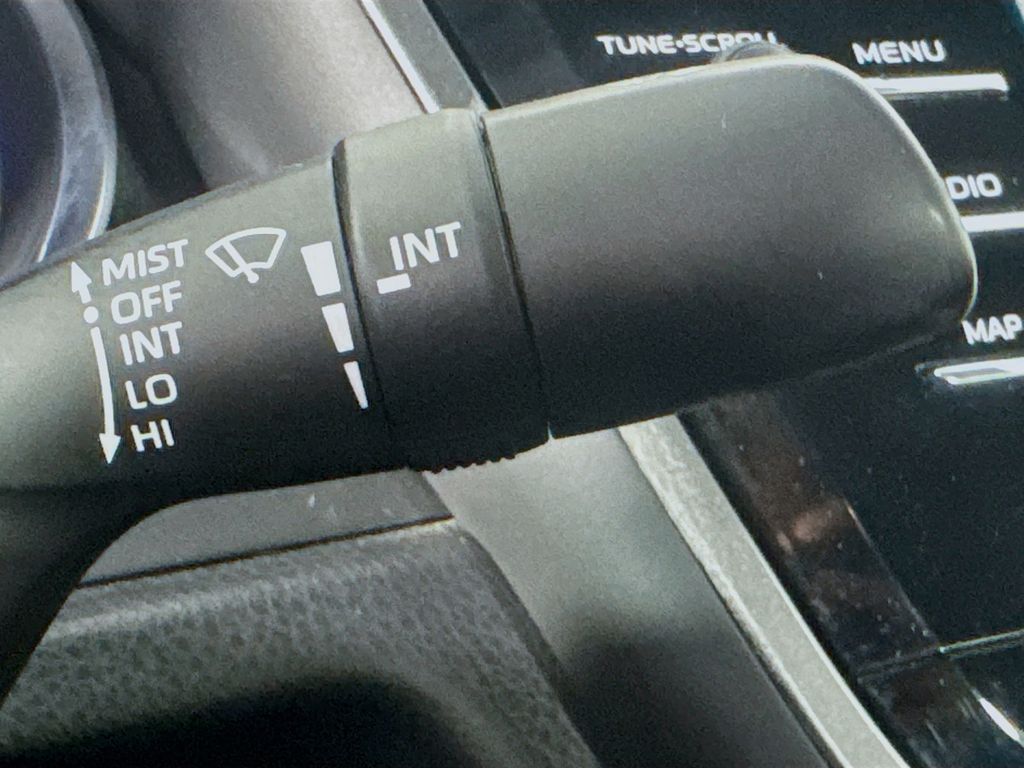 TUNE•SCROLL
MENU
DIO
MAP
MIST
OFF
INT
LO
HI
INT